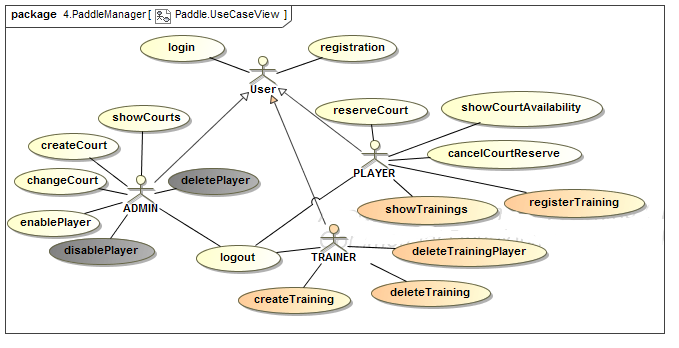 package 4.PaddleManager [ Paddle.UseCaseView ]
login
registration
User
showCourts
reserveCourt
showCourtAvailability
createCourt
cancelCourtReserve
changeCourt
deletePlayer
PLAYER
ADMIN
enablePlayer
showTrainings
registerTraining
disablePlayer
logout
TRAINER
deleteTrainingPlayer
createTraining
deleteTraining